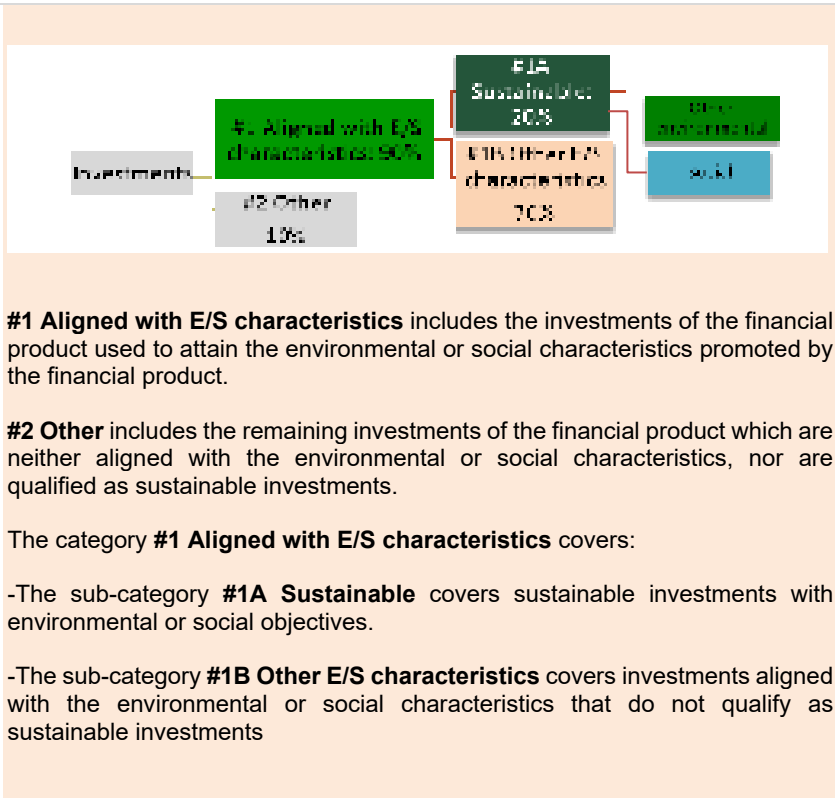 #1A
Sustainable:
20%
Other
environmental
#1 Aligned with E/S
characteristics: 90%
#1B Other E/S
characteristics
70%
social
Investments
#2 Other
10%
#1 Aligned with E/S characteristics includes the investments of the financial
product used to attain the environmental or social characteristics promoted by
the financial product.
#2 Other includes the remaining investments of the financial product which are
neither aligned with the environmental or social characteristics, nor are
qualified as sustainable investments.
The category #1 Aligned with E/S characteristics covers:
-The sub-category #1A Sustainable covers sustainable investments with
environmental or social objectives.
-The sub-category #1B Other E/S characteristics covers investments aligned
with the environmental or social characteristics that do not qualify as
sustainable investments